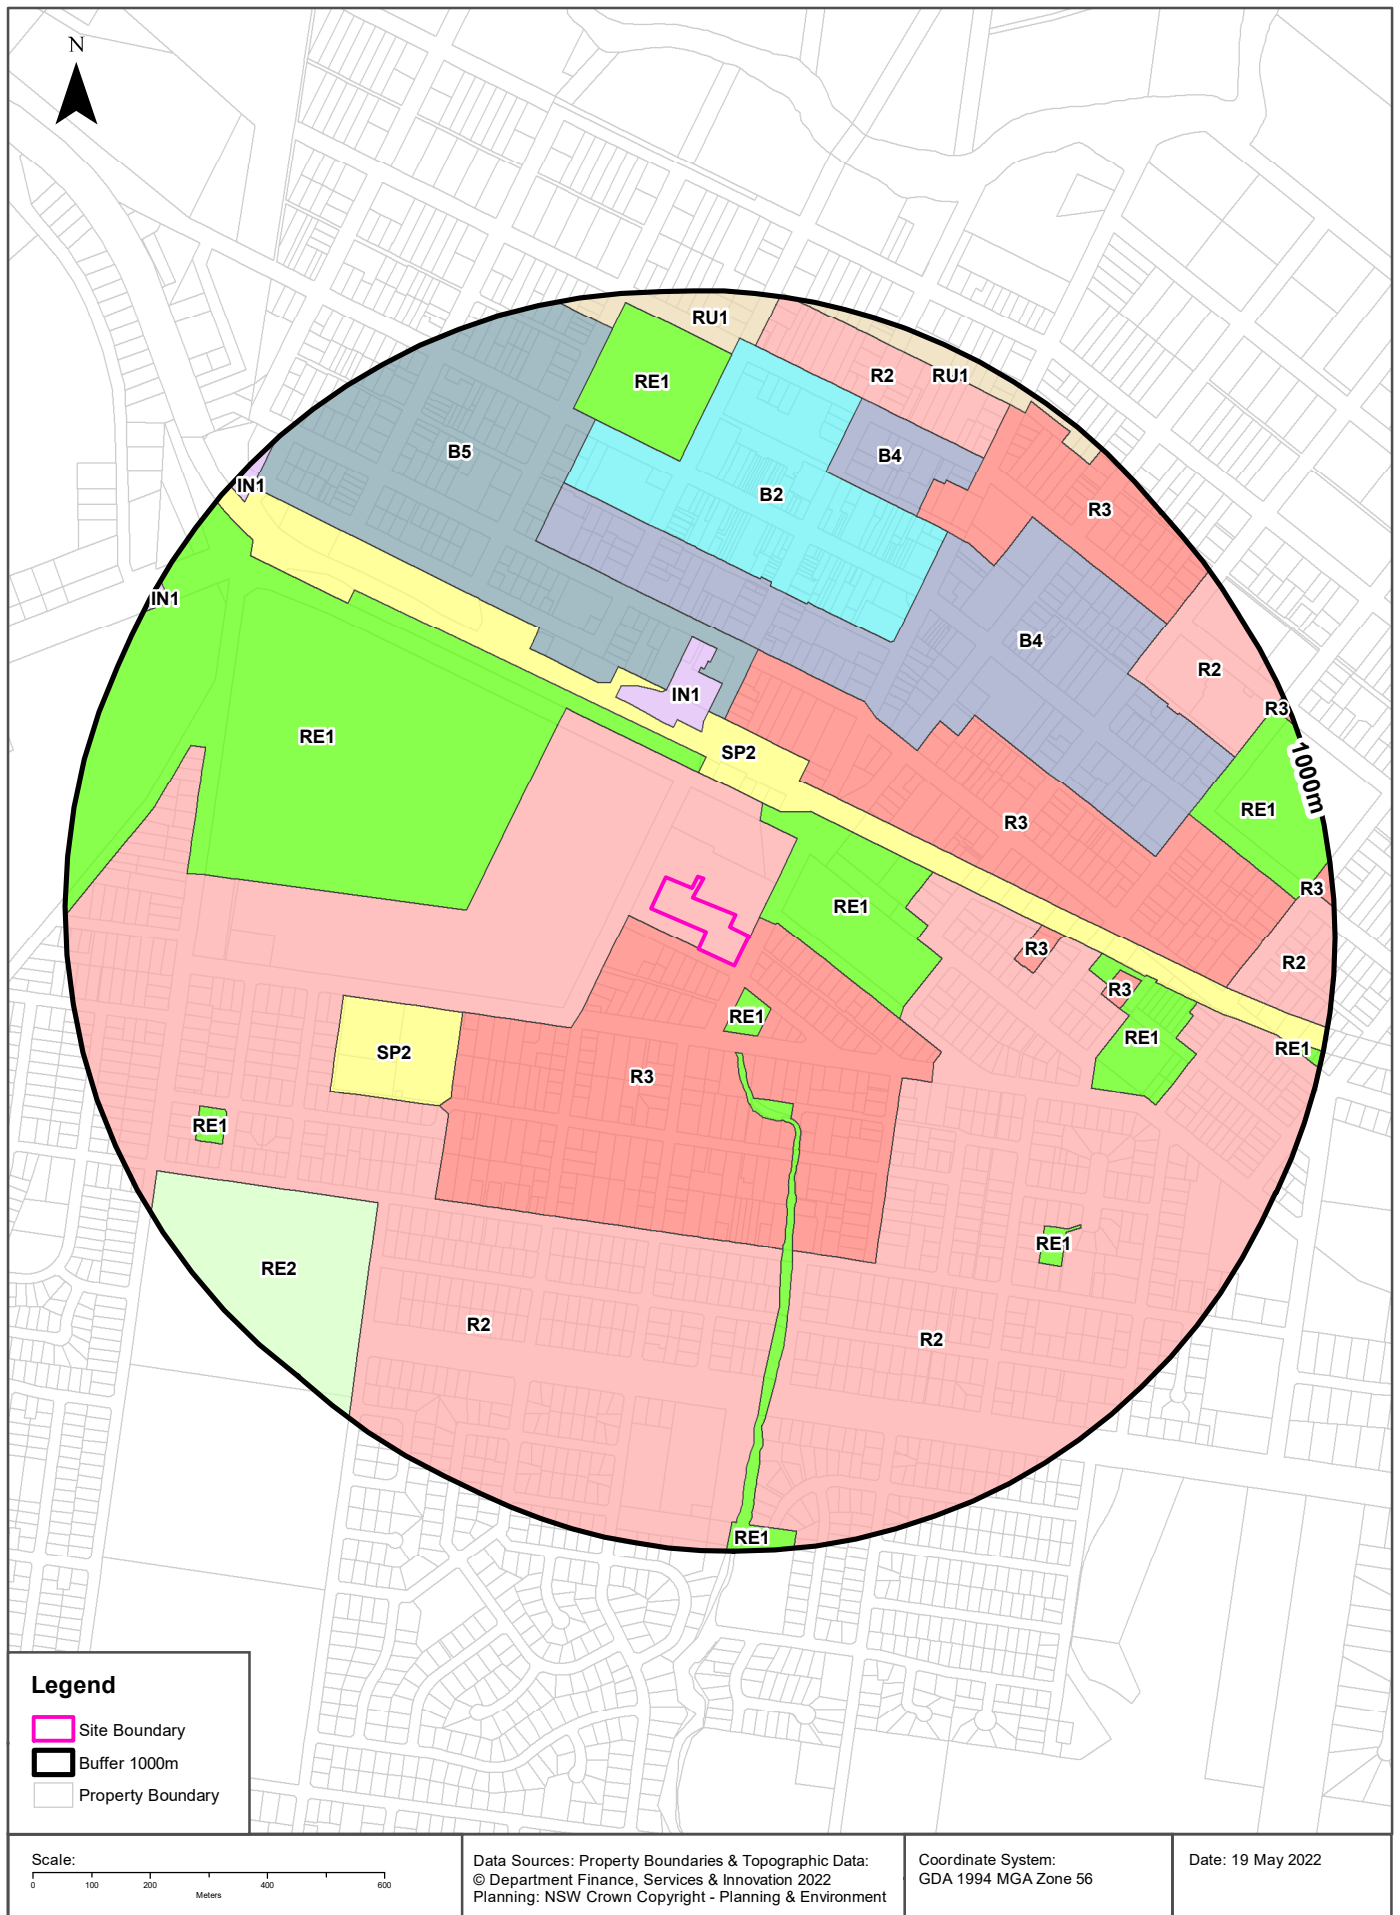 N
RU1
RE1
R2
RU1
B5
B4
IN1
B2
R3
IN1
B4
R2
IN1
R3
RE1
SP2
1000m
RE1
R3
R3
RE1
R3
R2
R3
RE1
RE1
RE1
SP2
R3
RE1
RE1
RE2
R2
R2
RE1
Legend
Site Boundary
Buffer 1000m
Property Boundary
Scale:
0 100 200 400 600
Meters
Data Sources: Property Boundaries & Topographic Data:
© Department Finance, Services & Innovation 2022
Planning: NSW Crown Copyright - Planning & Environment
Coordinate System:
GDA 1994 MGA Zone 56
Date: 19 May 2022